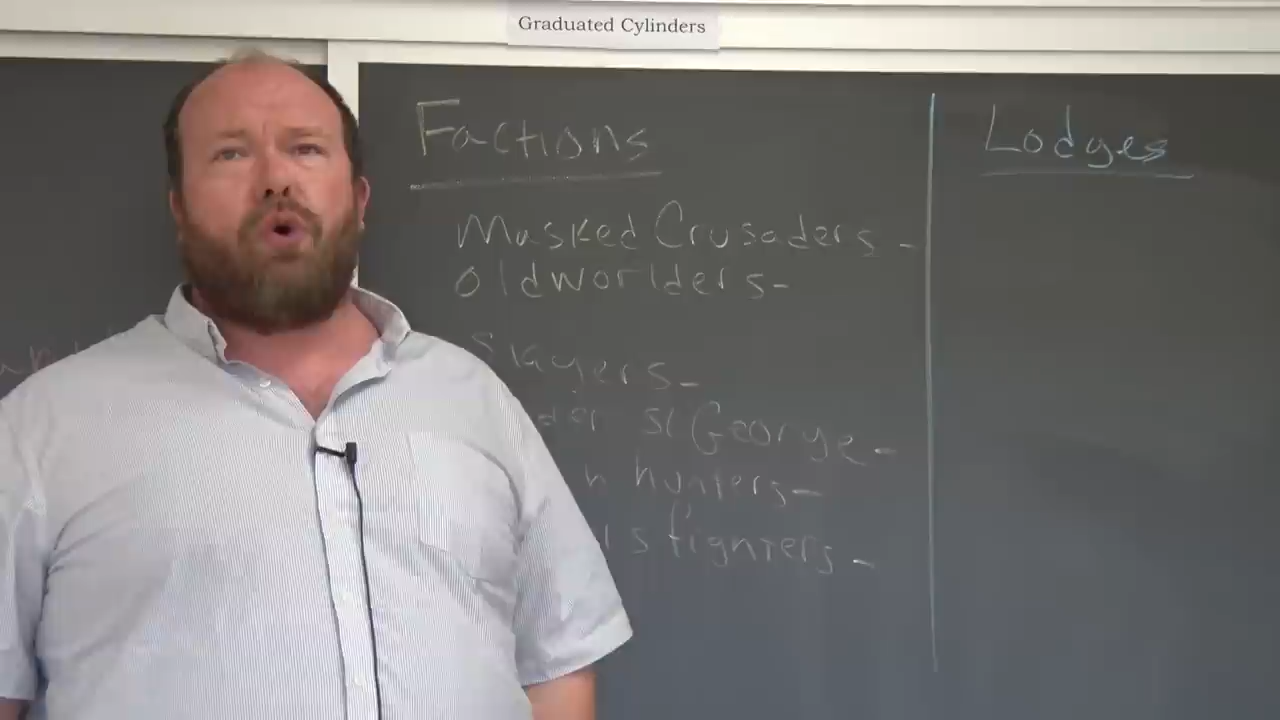 Graduated Cylinders
Factions
Masked Crusaders -
oldworlders -
Slayers -
st George -
hunters -
fighters -
Lodges